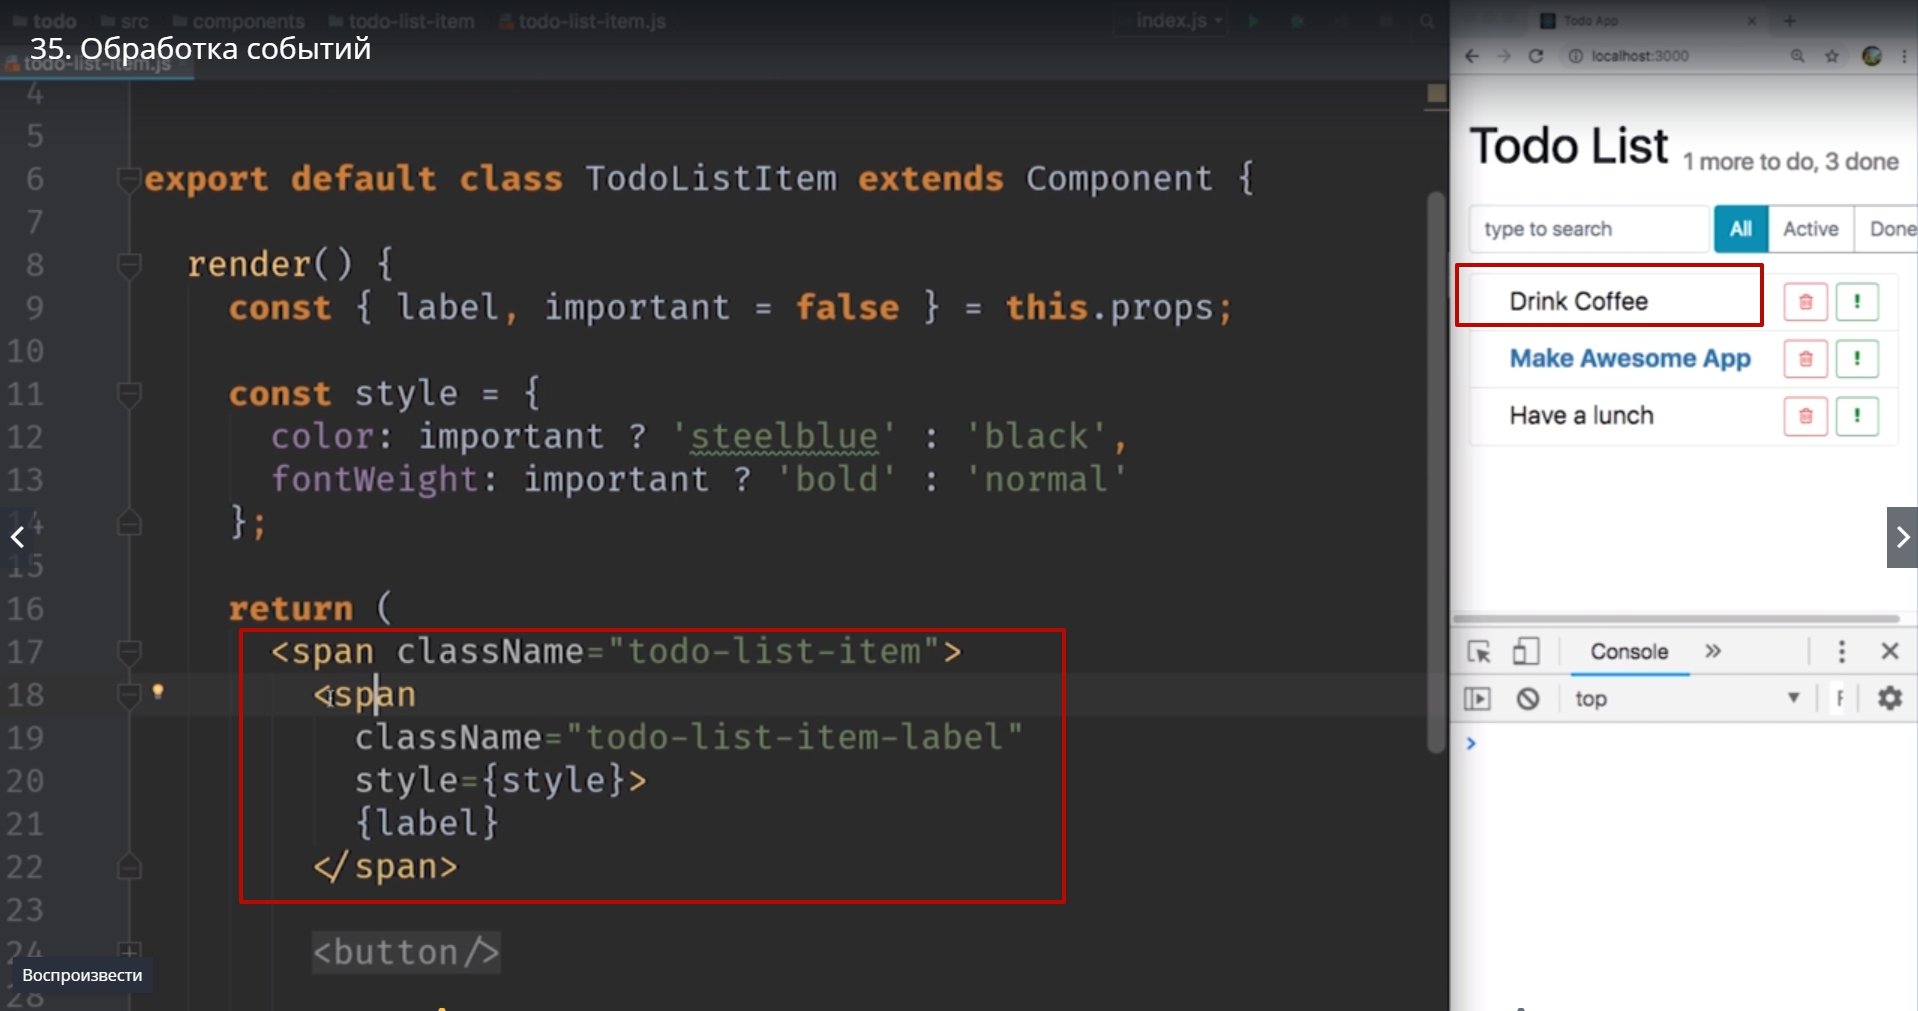 todo src components todo-list-item todo-list-item.js index.js
35. Обработка событий
todo-list-item.js
4
5
6 export default class TodoListItem extends Component {
7
8 render() {
9 const { label, important = false } = this.props;
10
11 const style = {
12 color: important ? 'steelblue' : 'black',
13 fontWeight: important ? 'bold' : 'normal'
14 };
15
16 return (
17 <span className="todo-list-item">
18 <span
19 className="todo-list-item-label"
20 style={style}>
21 {label}
22 </span>
23
24 <button/>
Воспроизвести
28
Todo App
localhost:3000
Todo List 1 more to do, 3 done
type to search All Active Done
Drink Coffee !
Make Awesome App !
Have a lunch !
Console »
top